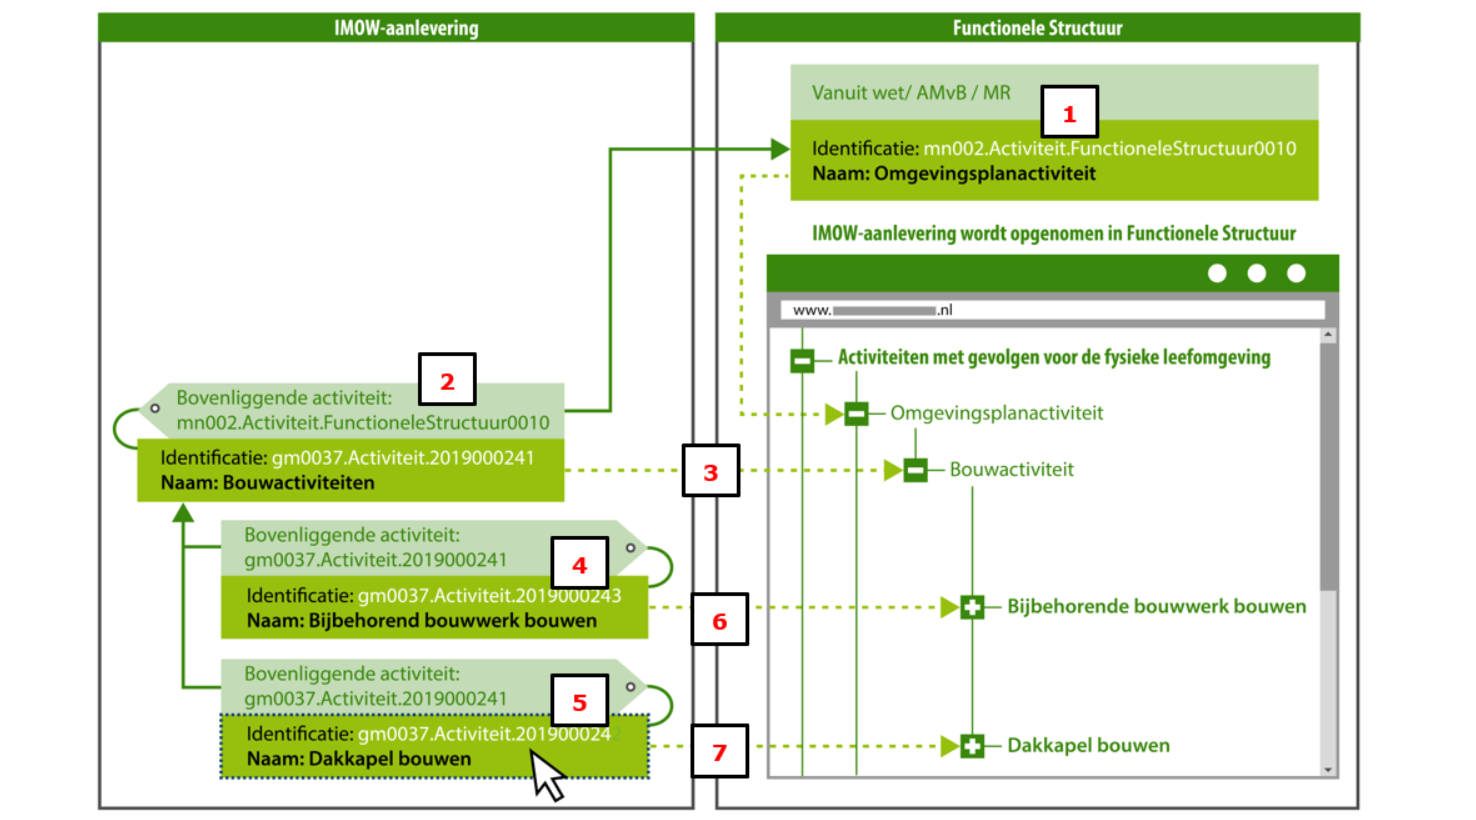 IMOW-aanlevering
Functionele Structuur
Vanuit wet/ AMvB / MR
1
Identificatie: mn002.Activiteit.FunctioneleStructuur0010
Naam: Omgevingsplanactiviteit
IMOW-aanlevering wordt opgenomen in Functionele Structuur
www. .nl
Activiteiten met gevolgen voor de fysieke leefomgeving
Omgevingsplanactiviteit
Bouwactiviteit
Bijbehorende bouwwerk bouwen
Dakkapel bouwen
2
Bovenliggende activiteit:
mn002.Activiteit.FunctioneleStructuur0010
Identificatie: gm0037.Activiteit.2019000241
Naam: Bouwactiviteiten
3
Bovenliggende activiteit:
gm0037.Activiteit.2019000241
4
Identificatie: gm0037.Activiteit.2019000243
Naam: Bijbehorend bouwwerk bouwen
6
Bovenliggende activiteit:
gm0037.Activiteit.2019000241
5
Identificatie: gm0037.Activiteit.2019000242
Naam: Dakkapel bouwen
7